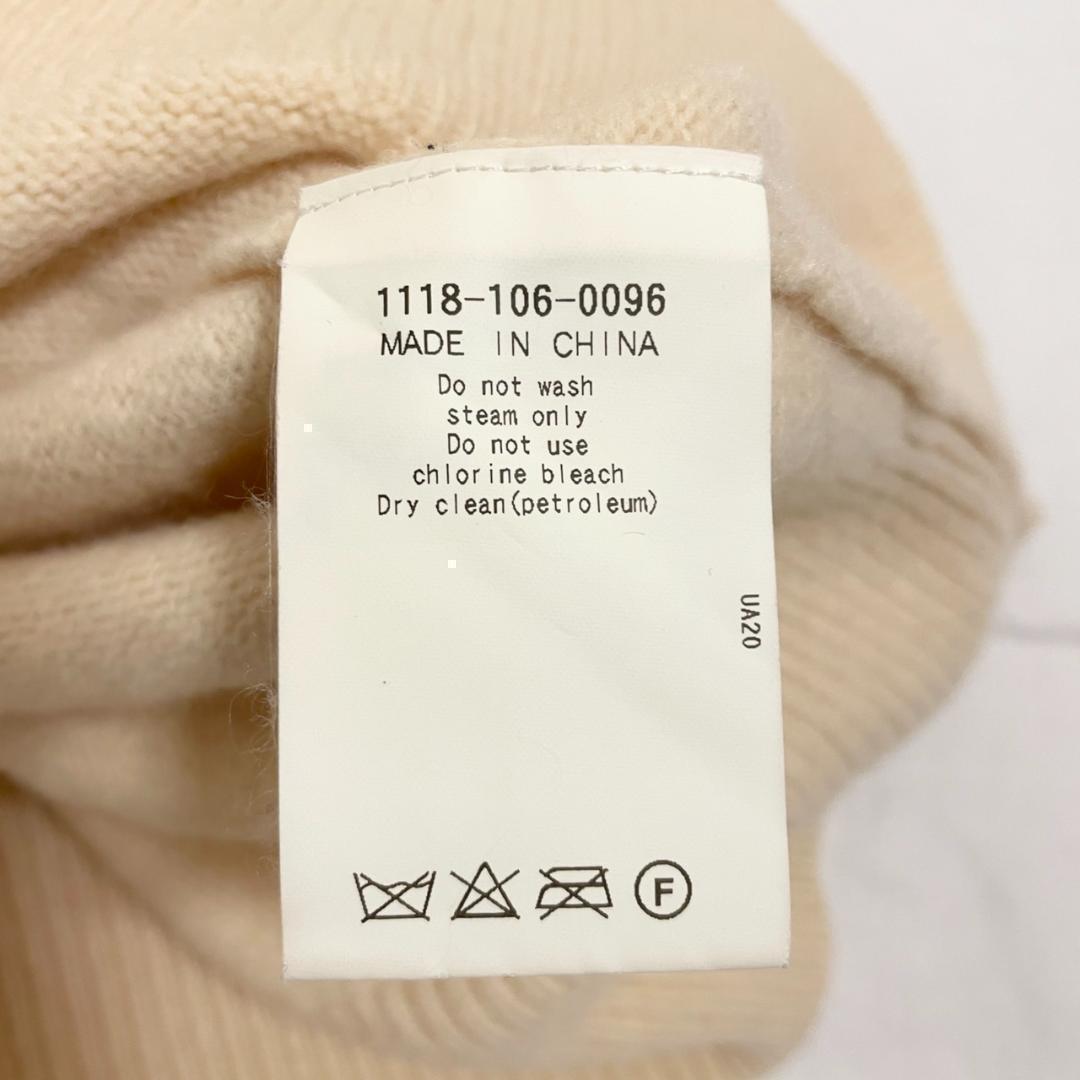 1118-106-0096
MADE IN CHINA
Do not wash
steam only
Do not use
chlorine bleach
Dry clean(petroleum)
UA20
F